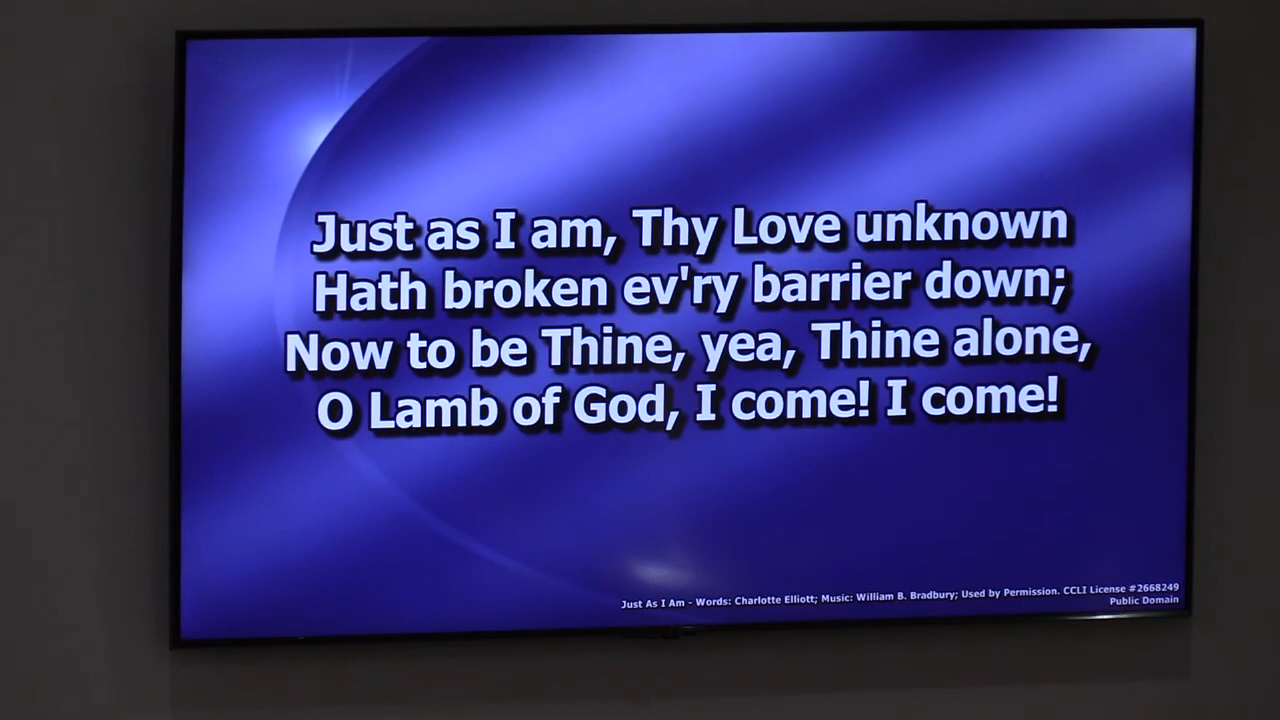 Just as I am, Thy Love unknown
Hath broken ev'ry barrier down;
Now to be Thine, yea, Thine alone,
O Lamb of God, I come! I come!
Just As I Am - Words: Charlotte Elliott; Music: William B. Bradbury; Used by Permission. CCLI License #2668249
Public Domain